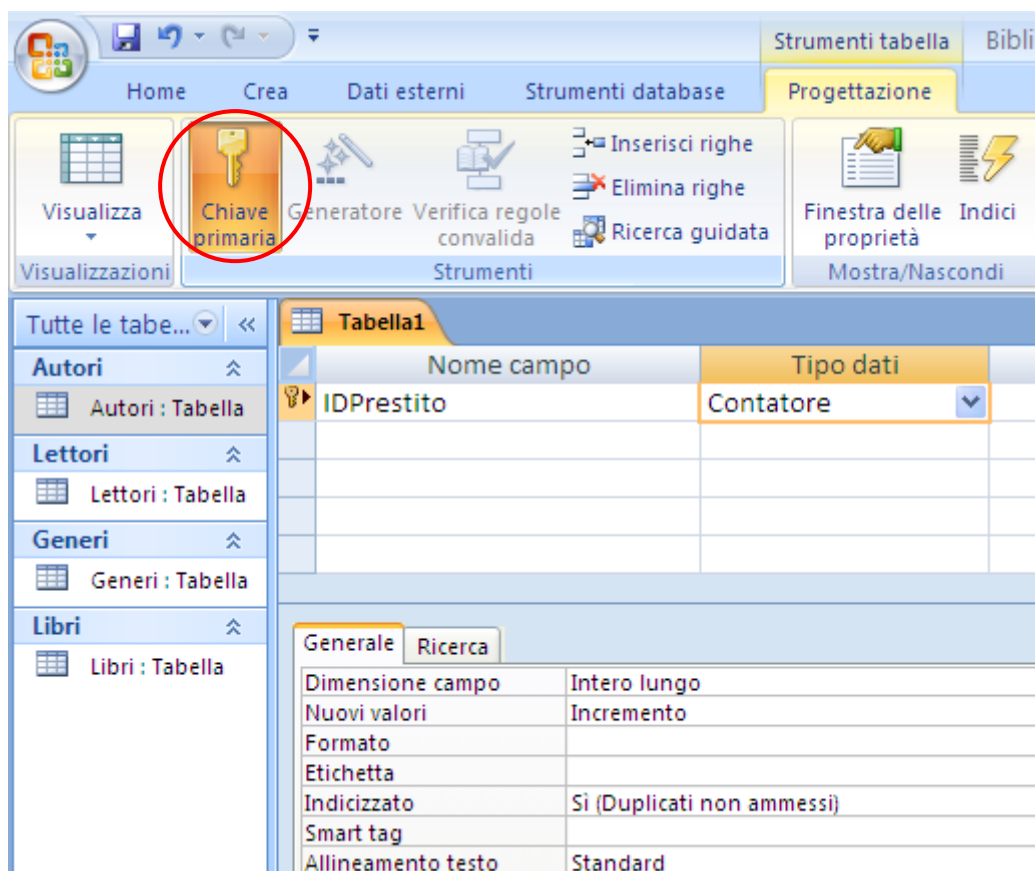 Strumenti tabella Bibli
Home Crea Dati esterni Strumenti database Progettazione
Visualizza
Chiave
primaria
Generatore
Verifica regole
convalida
Inserisci righe
Elimina righe
Ricerca guidata
Finestra delle
proprietà
Indici
Visualizzazioni Strumenti Mostra/Nascondi
Tutte le tabe...
Autori
Autori : Tabella
Lettori
Lettori : Tabella
Generi
Generi : Tabella
Libri
Libri : Tabella
Tabella1
Nome campo Tipo dati
IDPrestito Contatore
Generale Ricerca
Dimensione campo Intero lungo
Nuovi valori Incremento
Formato
Etichetta
Indicizzato Sì (Duplicati non ammessi)
Smart tag
Allineamento testo Standard